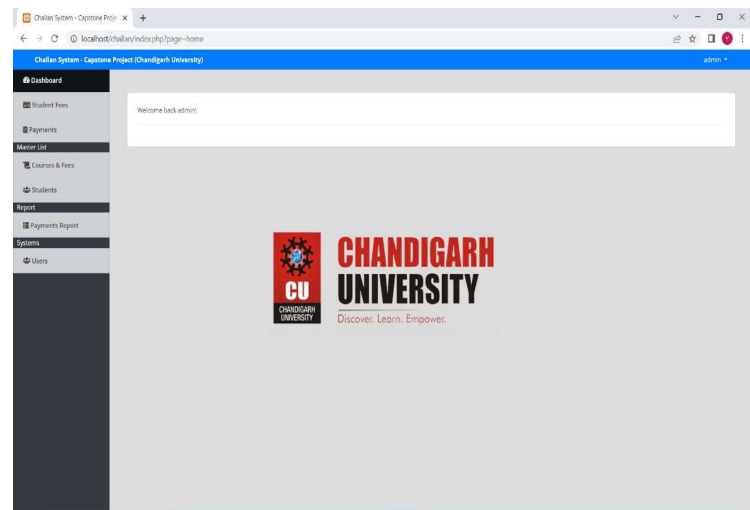 Challan System - Capstone Proje
localhost/challan/index.php?page=home
Y
Challan System - Capstone Project (Chandigarh University)
admin
Dashboard
Student Fees
Payments
Master List
Courses & Fees
Students
Report
Payments Report
Systems
Users
Welcome back admin!
CU
CHANDIGARH
UNIVERSITY
CHANDIGARH
UNIVERSITY
Discover. Learn. Empower.